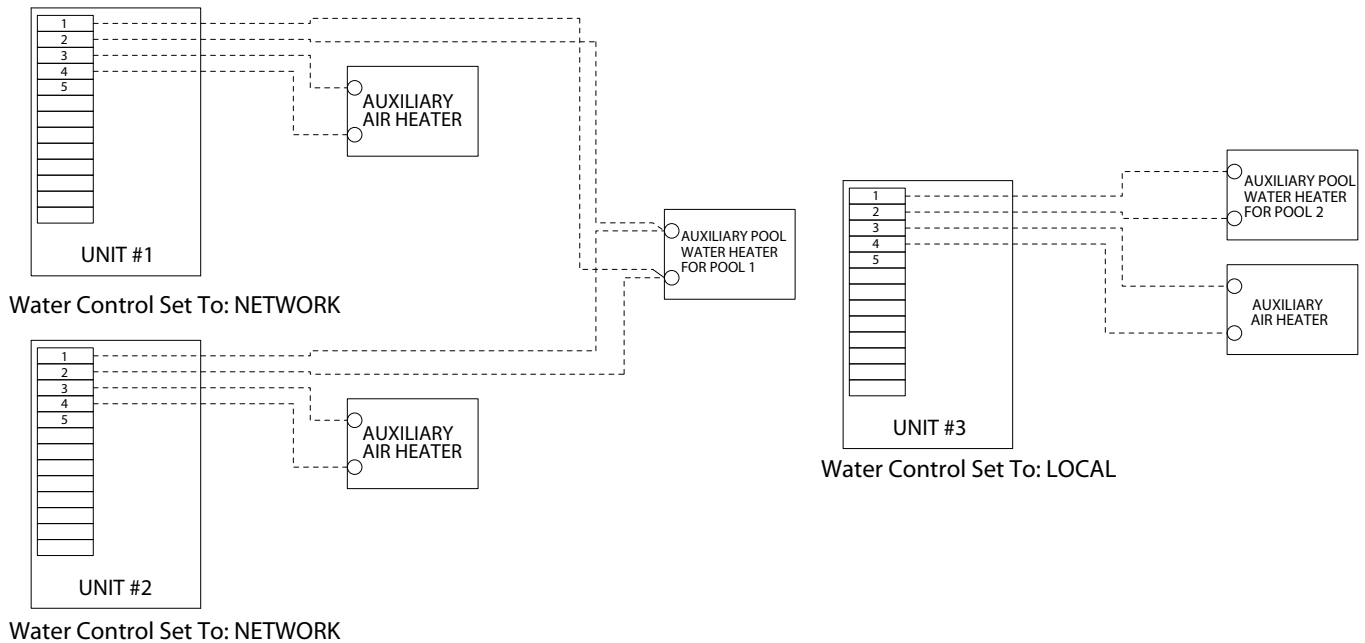 1
2
3
4
5
UNIT #1
Water Control Set To: NETWORK
AUXILIARY
AIR HEATER
1
2
3
4
5
UNIT #2
Water Control Set To: NETWORK
AUXILIARY
AIR HEATER
AUXILIARY POOL
WATER HEATER
FOR POOL 1
1
2
3
4
5
UNIT #3
Water Control Set To: LOCAL
AUXILIARY POOL
WATER HEATER
FOR POOL 2
AUXILIARY
AIR HEATER